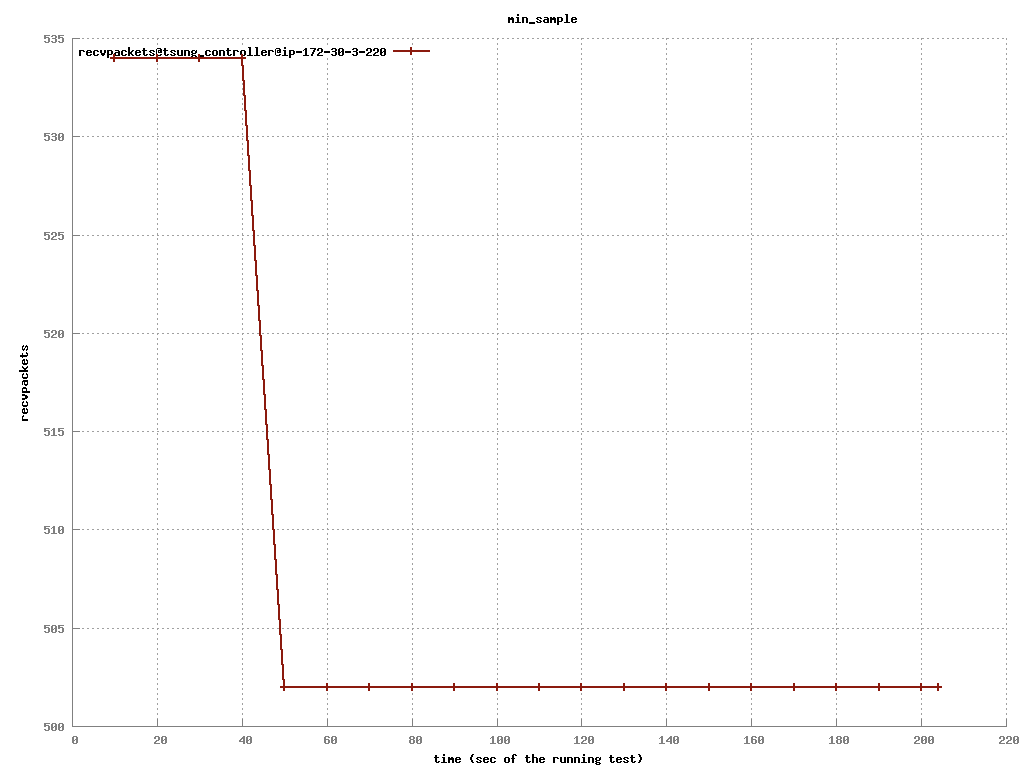 min_sample
recvpackets@tsung_controller@ip-172-30-3-220
535
530
525
520
515
510
505
500
recvpackets
0 20 40 60 80 100 120 140 160 180 200 220
time (sec of the running test)